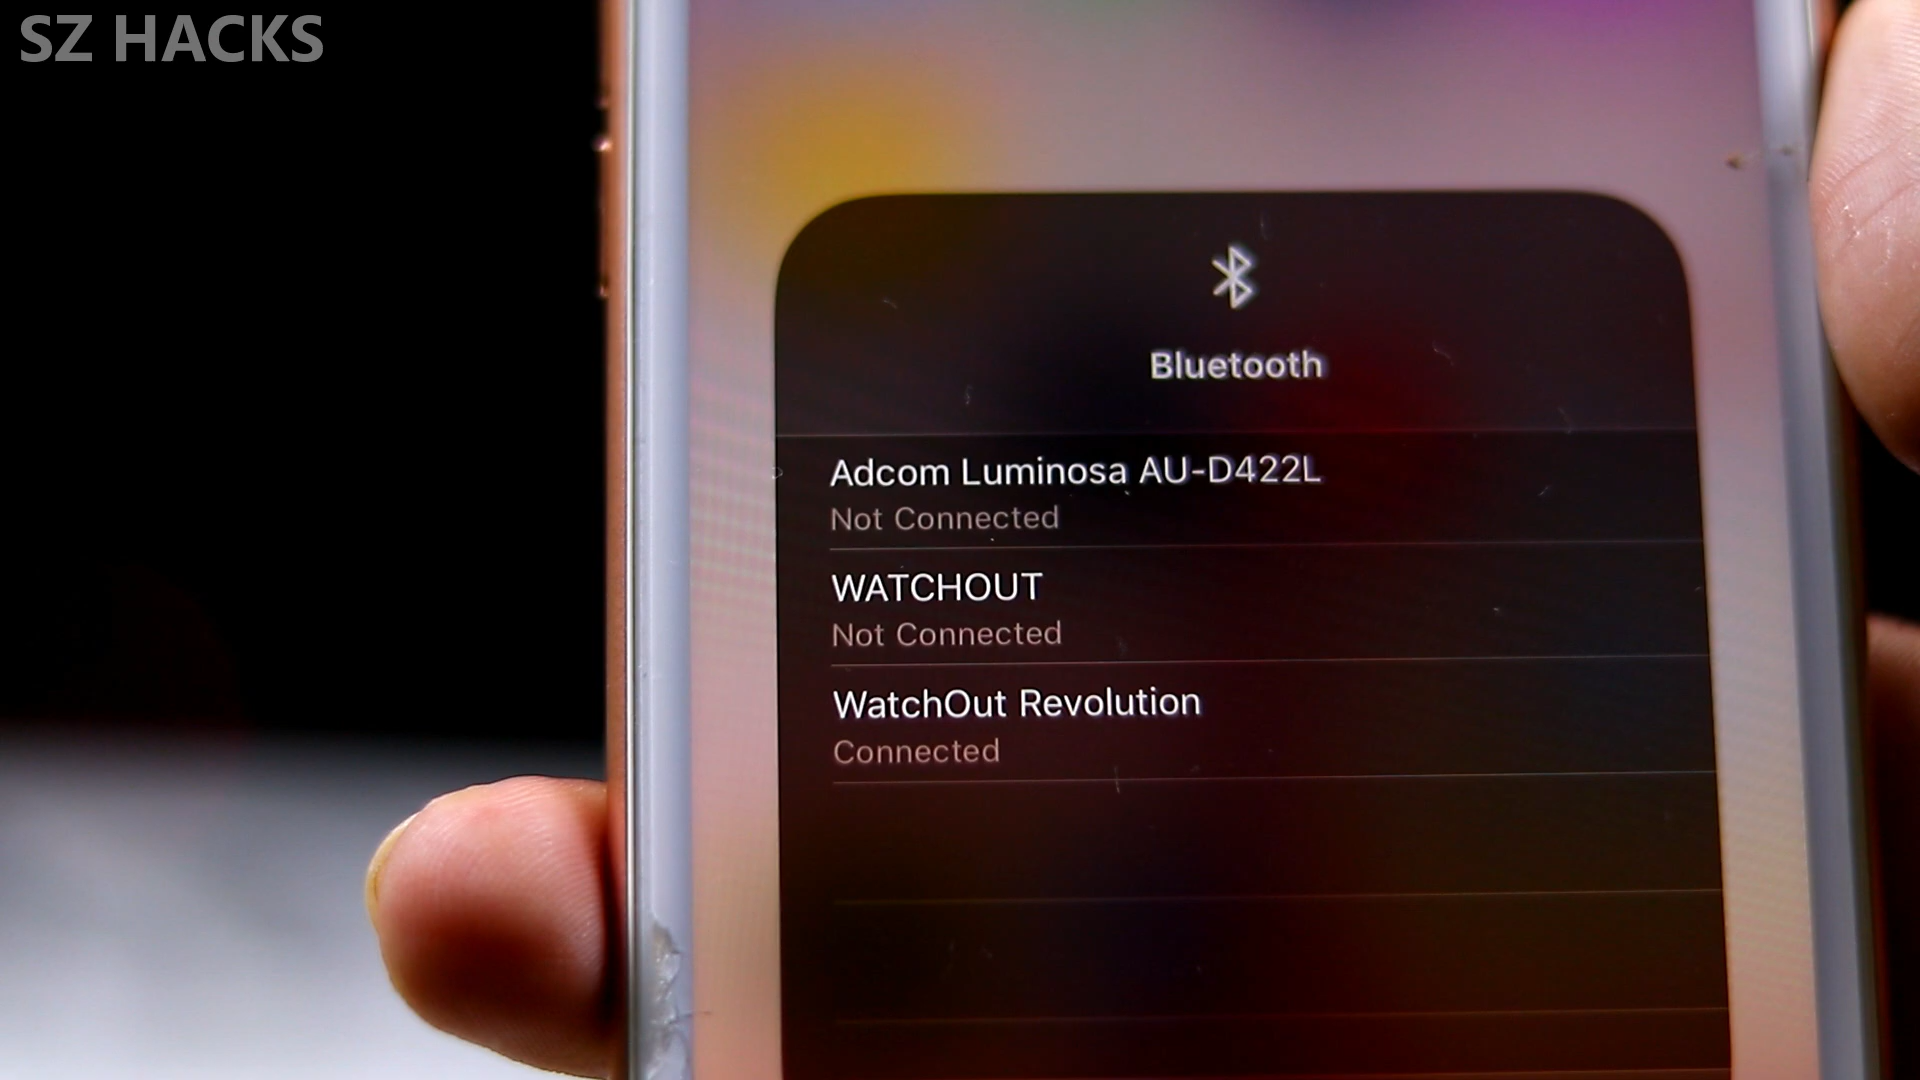 SZ HACKS
Bluetooth
Adcom Luminosa AU-D422L
Not Connected
WATCHOUT
Not Connected
WatchOut Revolution
Connected